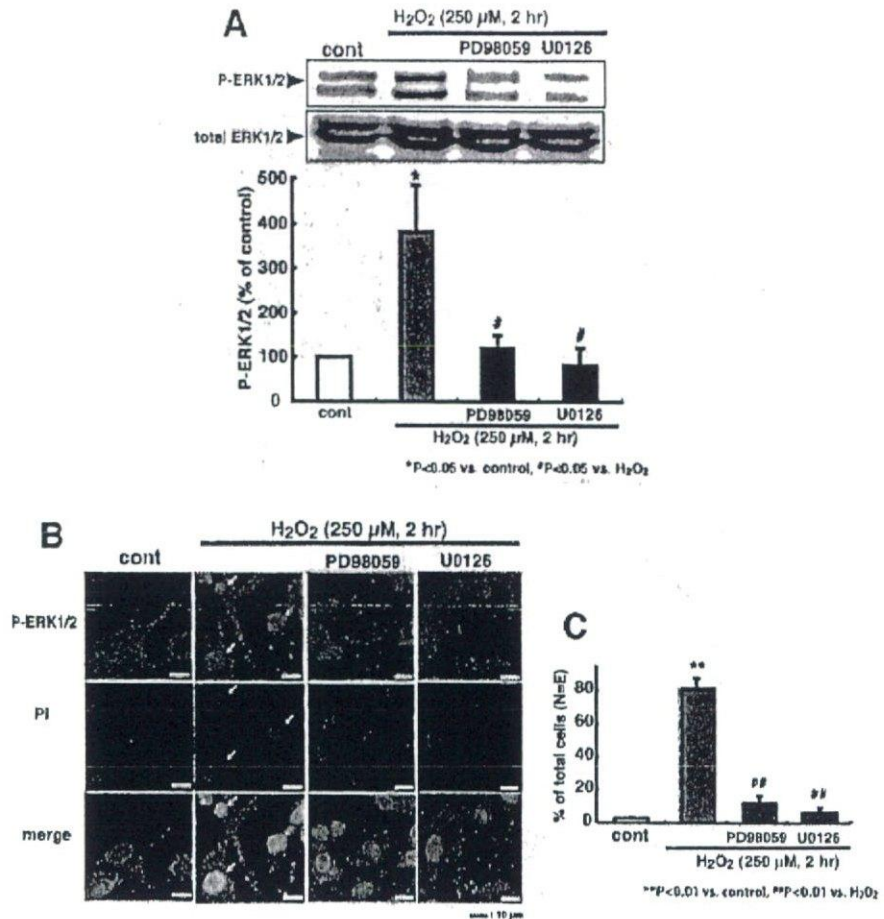 A
H₂O₂ (250 µM, 2 hr)
cont PD98059 U0126
P-ERK1/2
total ERK1/2
P-ERK1/2 (% of control)
500
400
300
200
100
0
*
#
#
cont PD98059 U0126
H₂O₂ (250 µM, 2 hr)
*P<0.05 vs. control, #P<0.05 vs. H₂O₂
B
H₂O₂ (250 µM, 2 hr)
cont PD98059 U0126
P-ERK1/2
PI
merge
10 µm
C
% of total cells (N≡E)
80
60
40
20
0
**
##
##
cont PD98059 U0126
H₂O₂ (250 µM, 2 hr)
**P<0.01 vs. control, ##P<0.01 vs. H₂O₂